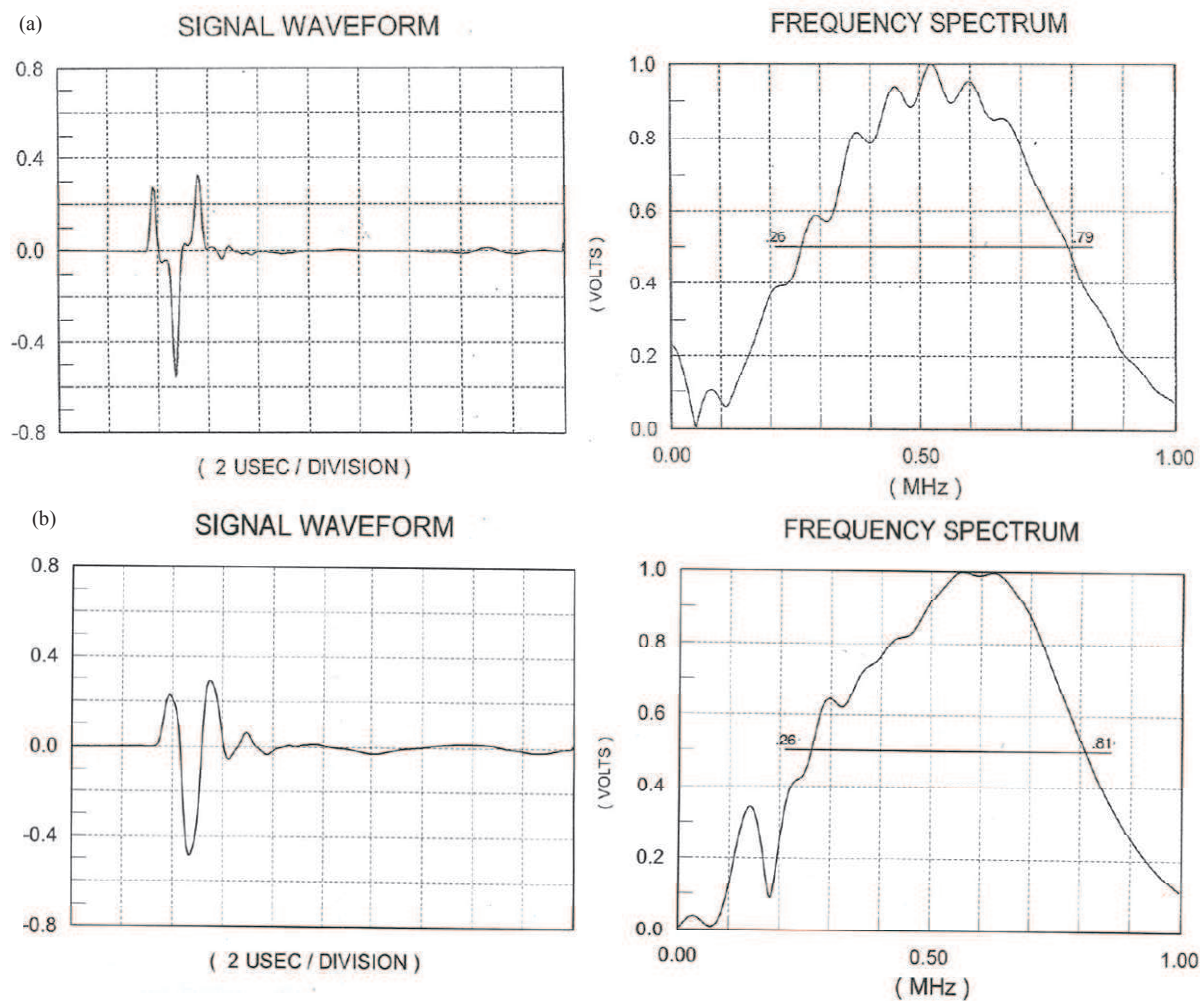 (a)
SIGNAL WAVEFORM
0.8
0.4
0.0
-0.4
-0.8
( 2 USEC / DIVISION )
FREQUENCY SPECTRUM
1.0
0.8
0.6
0.4
0.2
0.0
( VOLTS )
.26
.79
0.00
0.50
1.00
( MHz )
(b)
SIGNAL WAVEFORM
0.8
0.4
0.0
-0.4
-0.8
( 2 USEC / DIVISION )
FREQUENCY SPECTRUM
1.0
0.8
0.6
0.4
0.2
0.0
( VOLTS )
.26
.81
0.00
0.50
1.00
( MHz )